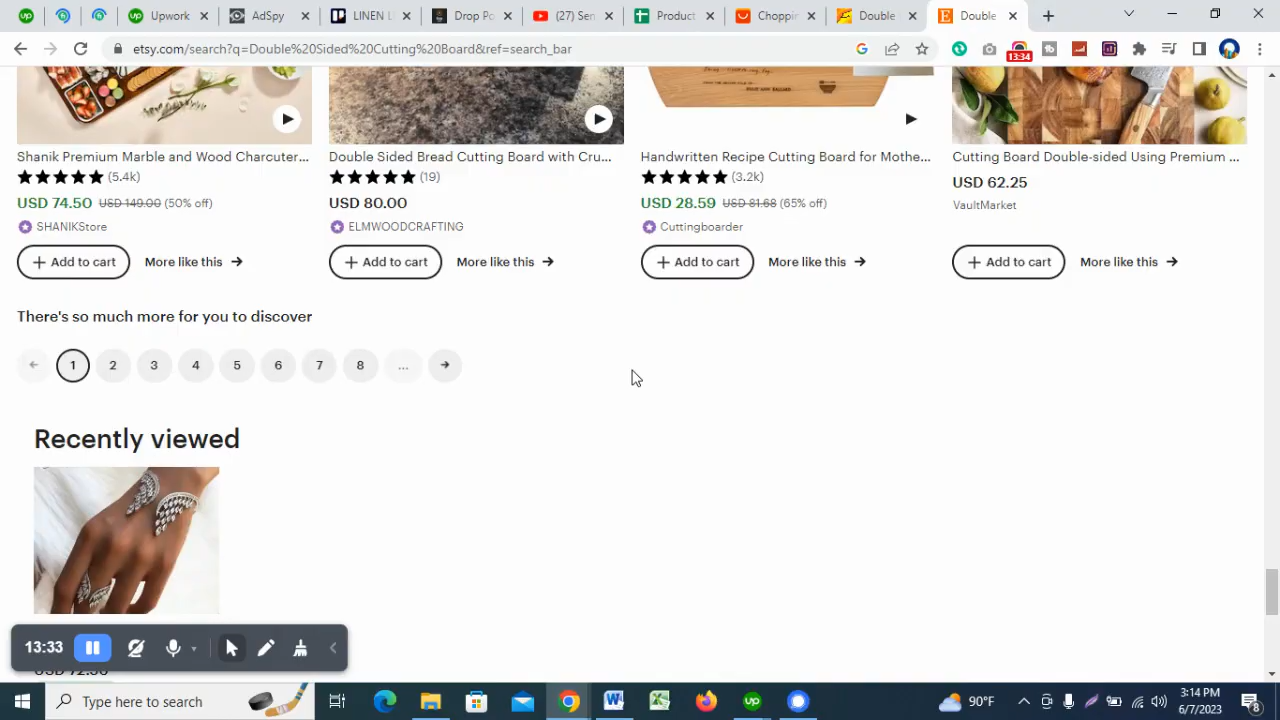 Upwork
AdSpy
LINEN L
Drop Po
(27) Sen
Product
Choppin
Double
Double
etsy.com/search?q=Double%20Sided%20Cutting%20Board&ref=search_bar
13:34
Shanik Premium Marble and Wood Charcuter...
(5.4k)
USD 74.50 USD 149.00 (50% off)
SHANIKStore
+ Add to cart More like this →
Double Sided Bread Cutting Board with Cru...
(19)
USD 80.00
ELMWOODCRAFTING
+ Add to cart More like this →
Handwritten Recipe Cutting Board for Mothe...
(3.2k)
USD 28.59 USD 81.68 (65% off)
Cuttingboarder
+ Add to cart More like this →
Cutting Board Double-sided Using Premium ...
USD 62.25
VaultMarket
+ Add to cart More like this →
There's so much more for you to discover
← 1 2 3 4 5 6 7 8 ... →
Recently viewed
13:33
Type here to search
90°F
3:14 PM
6/7/2023
8